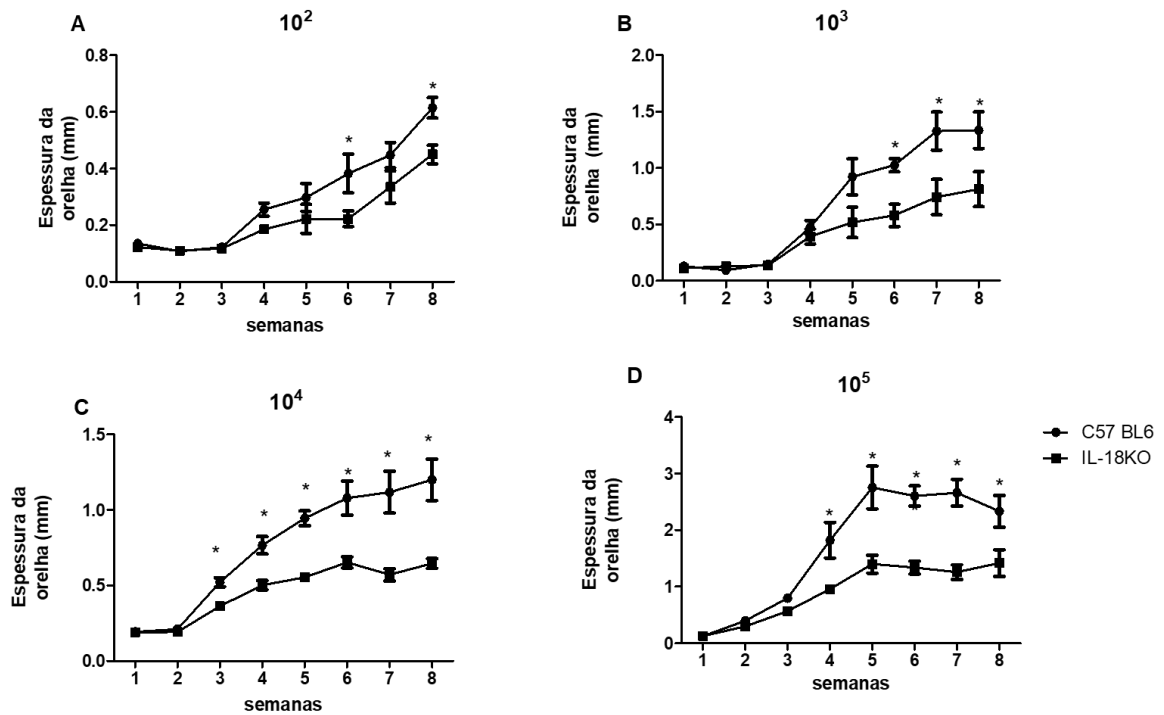 A
10²
0.8
0.6
0.4
0.2
0.0
Espessura da
orelha (mm)
*
*
1 2 3 4 5 6 7 8
semanas
B
10³
2.0
1.5
1.0
0.5
0.0
Espessura da
orelha (mm)
* * *
1 2 3 4 5 6 7 8
semanas
C
10⁴
1.5
1.0
0.5
0.0
Espessura da
orelha (mm)
* * * * * *
1 2 3 4 5 6 7 8
semanas
D
10⁵
4
3
2
1
0
Espessura da
orelha (mm)
* * * * *
1 2 3 4 5 6 7 8
semanas
C57 BL6
IL-18KO